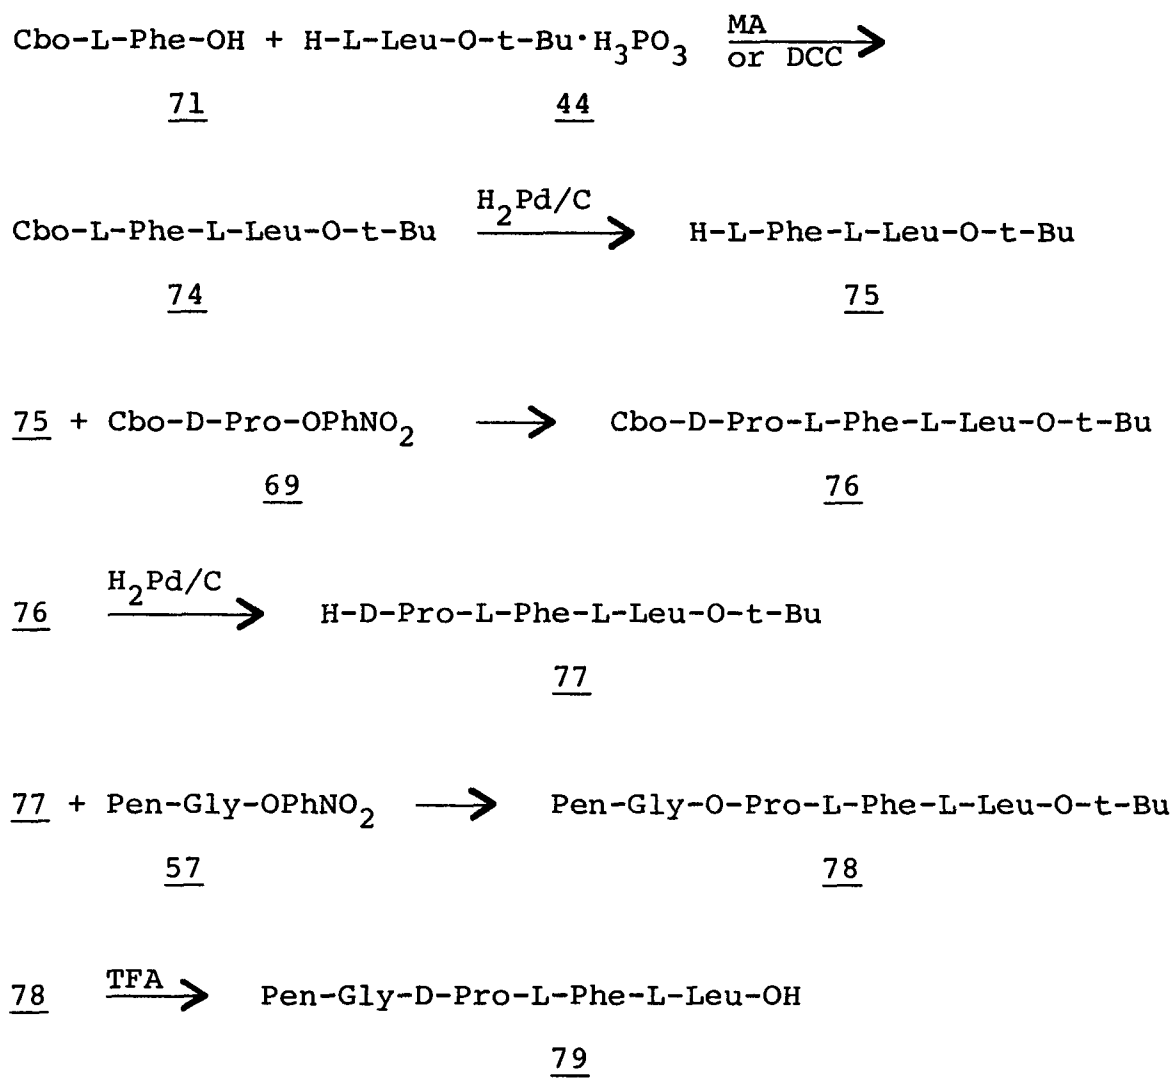 Cbo-L-Phe-OH + H-L-Leu-O-t-Bu·H₃PO₃ MA or DCC
71 44
Cbo-L-Phe-L-Leu-O-t-Bu H₂Pd/C H-L-Phe-L-Leu-O-t-Bu
74 75
75 + Cbo-D-Pro-OPhNO₂ Cbo-D-Pro-L-Phe-L-Leu-O-t-Bu
69 76
76 H₂Pd/C H-D-Pro-L-Phe-L-Leu-O-t-Bu
77
77 + Pen-Gly-OPhNO₂ Pen-Gly-O-Pro-L-Phe-L-Leu-O-t-Bu
57 78
78 TFA Pen-Gly-D-Pro-L-Phe-L-Leu-OH
79